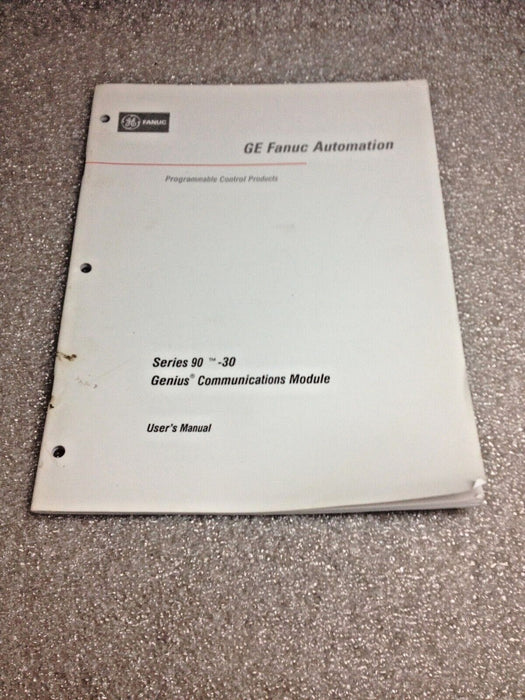 GE FANUC
GE Fanuc Automation
Programmable Control Products
Series 90 ™ -30
Genius® Communications Module
User's Manual